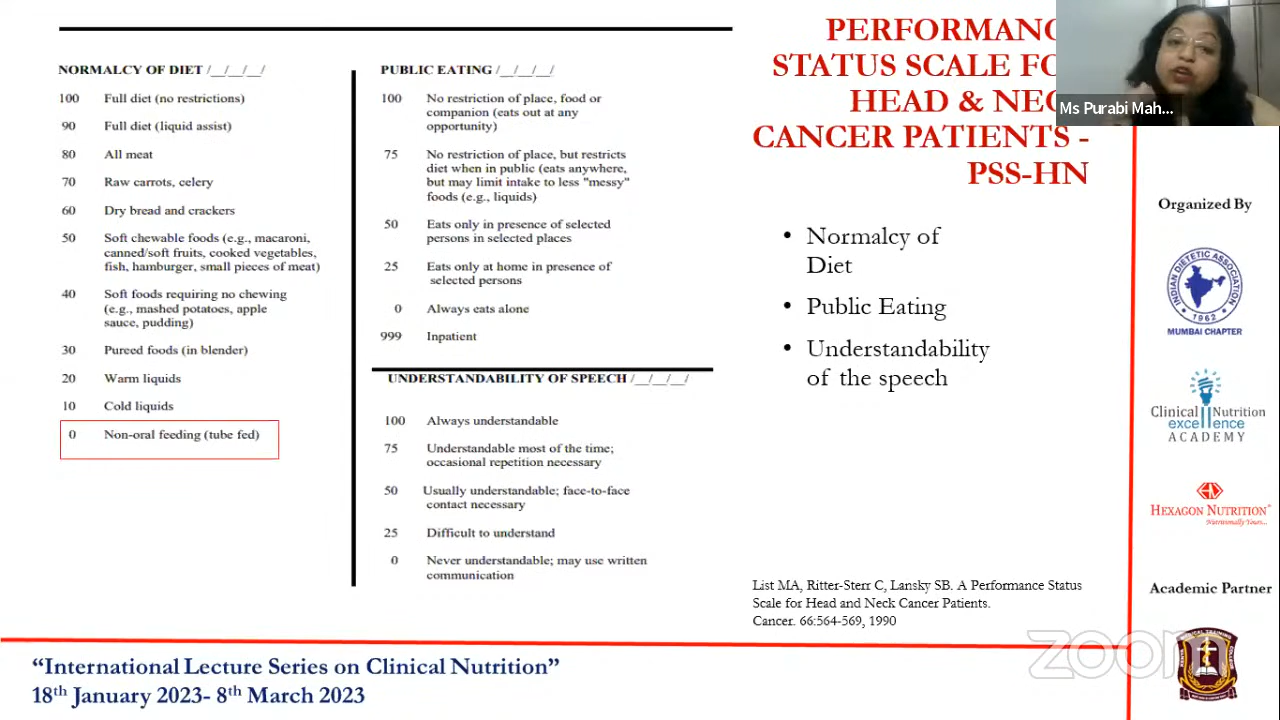 NORMALCY OF DIET /__/__/__/
100 Full diet (no restrictions)
90 Full diet (liquid assist)
80 All meat
70 Raw carrots, celery
60 Dry bread and crackers
50 Soft chewable foods (e.g., macaroni,
canned/soft fruits, cooked vegetables,
fish, hamburger, small pieces of meat)
40 Soft foods requiring no chewing
(e.g., mashed potatoes, apple
sauce, pudding)
30 Pureed foods (in blender)
20 Warm liquids
10 Cold liquids
0 Non-oral feeding (tube fed)
PUBLIC EATING /__/__/__/
100 No restriction of place, food or
companion (eats out at any
opportunity)
75 No restriction of place, but restricts
diet when in public (eats anywhere,
but may limit intake to less "messy"
foods (e.g., liquids)
50 Eats only in presence of selected
persons in selected places
25 Eats only at home in presence of
selected persons
0 Always eats alone
999 Inpatient
UNDERSTANDABILITY OF SPEECH /__/__/__/
100 Always understandable
75 Understandable most of the time;
occasional repetition necessary
50 Usually understandable; face-to-face
contact necessary
25 Difficult to understand
0 Never understandable; may use written
communication
PERFORMANC
STATUS SCALE FO
HEAD & NEC
CANCER PATIENTS -
PSS-HN
• Normalcy of
Diet
• Public Eating
• Understandability
of the speech
List MA, Ritter-Sterr C, Lansky SB. A Performance Status
Scale for Head and Neck Cancer Patients.
Cancer. 66:564-569, 1990
Ms Purabi Mah...
Organized By
INDIAN DIETETIC ASSOCIATION
1962
MUMBAI CHAPTER
Clinical Nutrition
excellence
ACADEMY
HEXAGON NUTRITION
Nutritionally Yours...
Academic Partner
zoom
“International Lecture Series on Clinical Nutrition”
18th January 2023- 8th March 2023